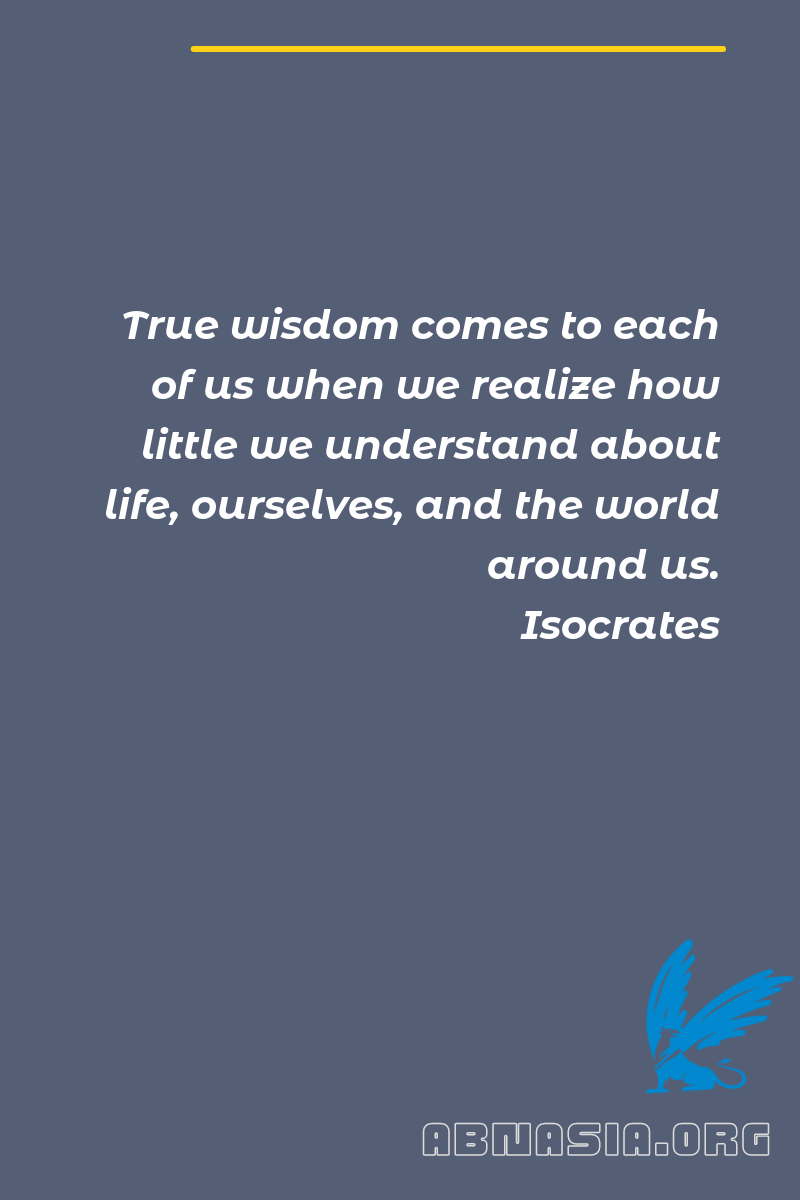 True wisdom comes to each
of us when we realize how
little we understand about
life, ourselves, and the world
around us.
Isocrates
ABNASIA.ORG